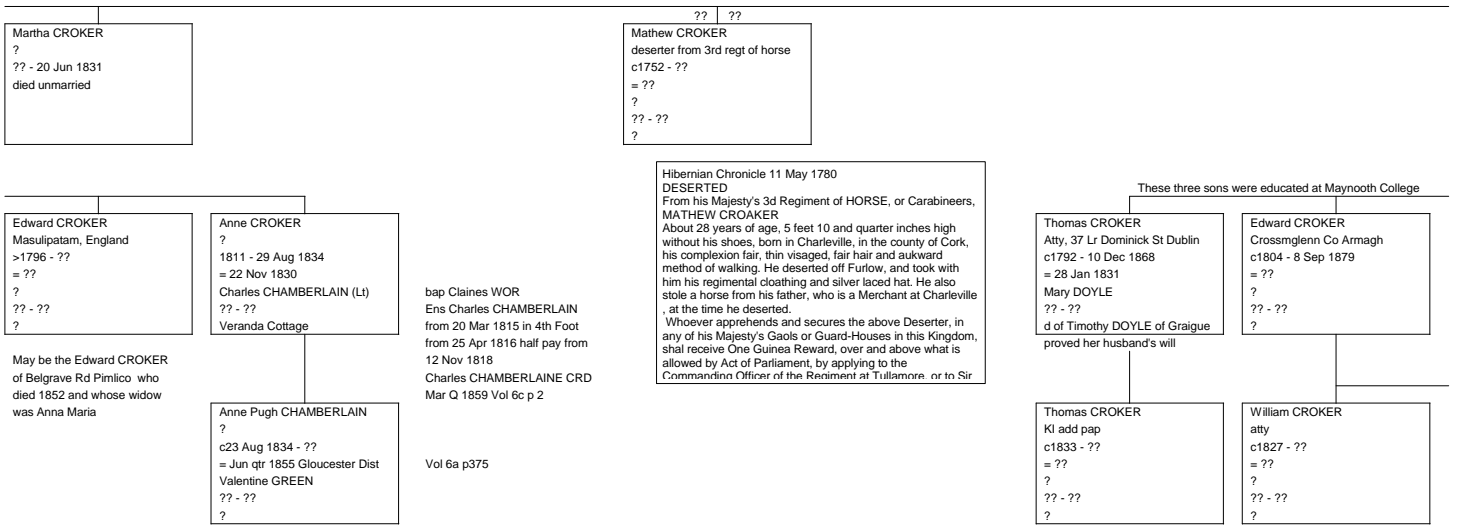 ?? ??
Martha CROKER
?
?? - 20 Jun 1831
died unmarried
Mathew CROKER
deserter from 3rd regt of horse
c1752 - ??
= ??
?
?? - ??
?
Hibernian Chronicle 11 May 1780
DESERTED
From his Majesty's 3d Regiment of HORSE, or Carabineers,
MATHEW CROAKER
About 28 years of age, 5 feet 10 and quarter inches high
without his shoes, born in Charleville, in the county of Cork,
his complexion fair, thin visaged, fair hair and aukward
method of walking. He deserted off Furlow, and took with
him his regimental cloathing and silver laced hat. He also
stole a horse from his father, who is a Merchant at Charleville
, at the time he deserted.
Whoever apprehends and secures the above Deserter, in
any of his Majesty's Gaols or Guard-Houses in this Kingdom,
shal receive One Guinea Reward, over and above what is
allowed by Act of Parliament, by applying to the
Commanding Officer of the Regiment at Tullamore, or to Sir
These three sons were educated at Maynooth College
Edward CROKER
Masulipatam, England
>1796 - ??
= ??
?
?? - ??
?
May be the Edward CROKER
of Belgrave Rd Pimlico who
died 1852 and whose widow
was Anna Maria
Anne CROKER
?
1811 - 29 Aug 1834
= 22 Nov 1830
Charles CHAMBERLAIN (Lt)
?? - ??
Veranda Cottage
bap Claines WOR
Ens Charles CHAMBERLAIN
from 20 Mar 1815 in 4th Foot
from 25 Apr 1816 half pay from
12 Nov 1818
Charles CHAMBERLAINE CRD
Mar Q 1859 Vol 6c p 2
Thomas CROKER
Atty, 37 Lr Dominick St Dublin
c1792 - 10 Dec 1868
= 28 Jan 1831
Mary DOYLE
?? - ??
d of Timothy DOYLE of Graigue
proved her husband's will
Edward CROKER
Crossmglenn Co Armagh
c1804 - 8 Sep 1879
= ??
?
?? - ??
?
Anne Pugh CHAMBERLAIN
?
c23 Aug 1834 - ??
= Jun qtr 1855 Gloucester Dist
Valentine GREEN
?? - ??
?
Vol 6a p375
Thomas CROKER
KI add pap
c1833 - ??
= ??
?
?? - ??
?
William CROKER
atty
c1827 - ??
= ??
?
?? - ??
?